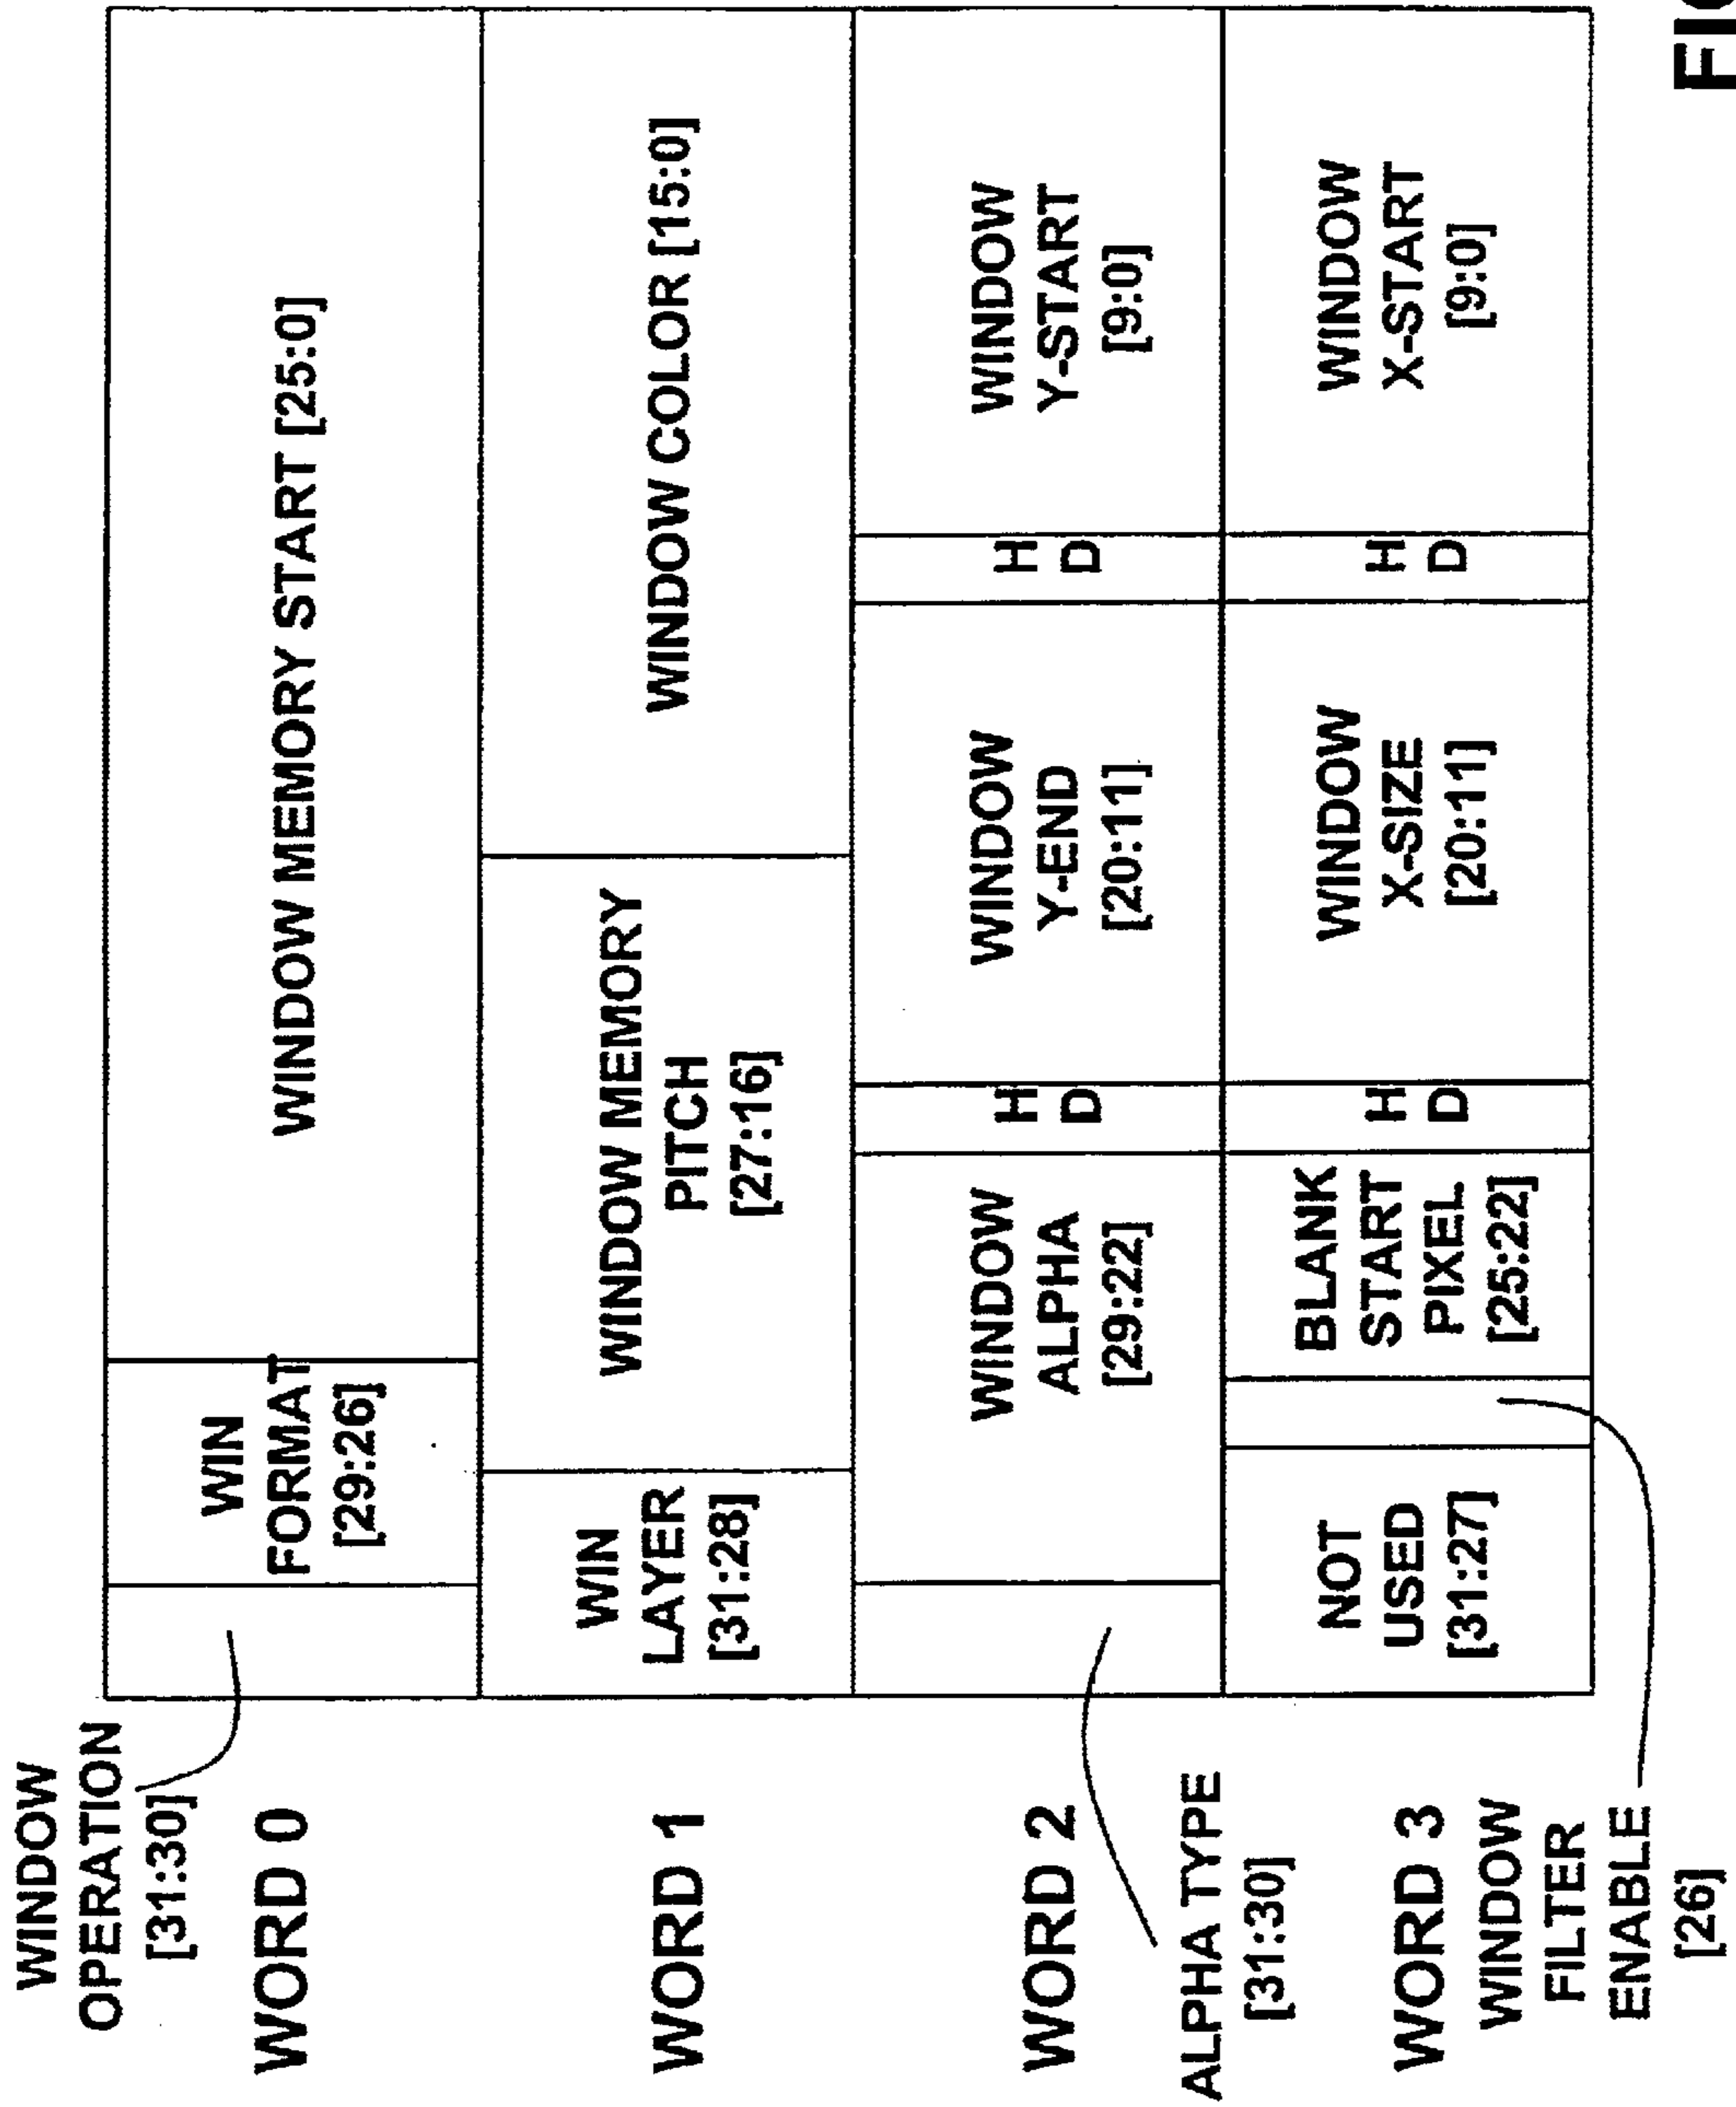 WINDOW
OPERATION
[31:30]
WORD 0
WIN
FORMAT
[29:26]
WINDOW MEMORY START [25:0]
WORD 1
WIN
LAYER
[31:28]
WINDOW MEMORY
PITCH
[27:16]
WINDOW COLOR [15:0]
WORD 2
WINDOW
ALPHA
[29:22]
H
D
WINDOW
Y-END
[20:11]
H
D
WINDOW
Y-START
[9:0]
ALPHA TYPE
[31:30]
WORD 3
NOT
USED
[31:27]
BLANK
START
PIXEL
[25:22]
H
D
WINDOW
X-SIZE
[20:11]
H
D
WINDOW
X-START
[9:0]
WINDOW
FILTER
ENABLE
[26]